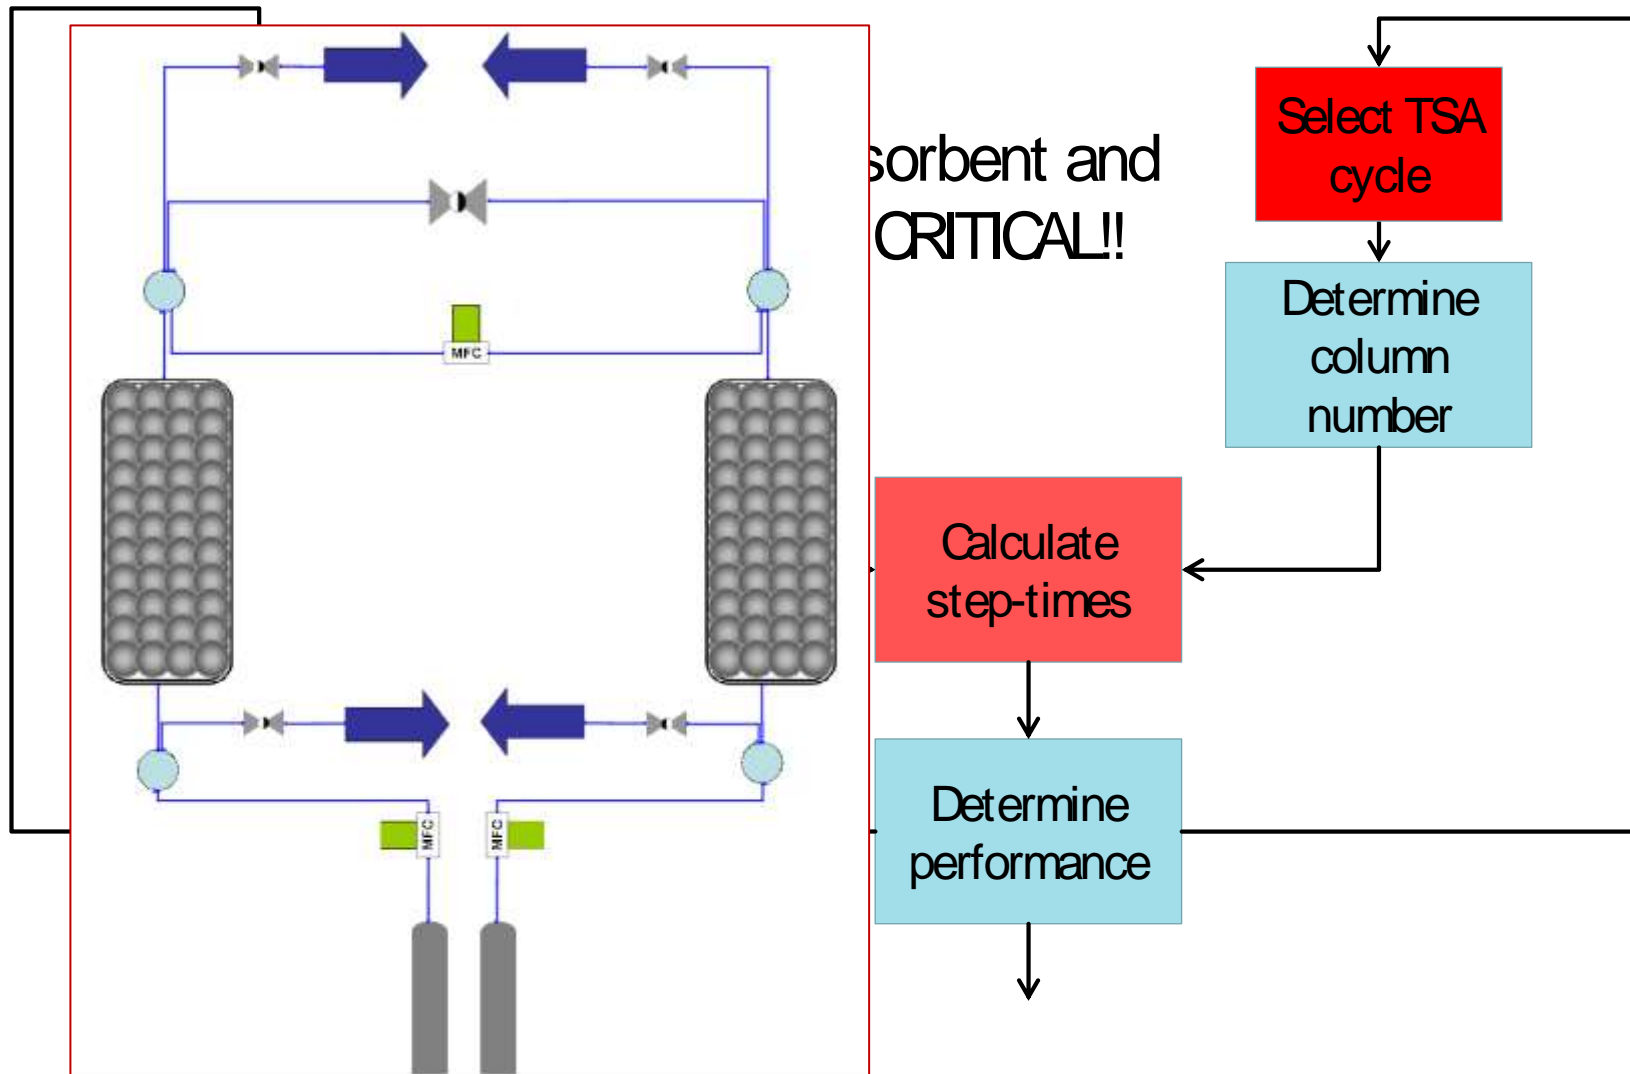 sorbent and
CRITICAL!!
MFC
MFC
MFC
Select TSA
cycle
Determine
column
number
Calculate
step-times
Determine
performance